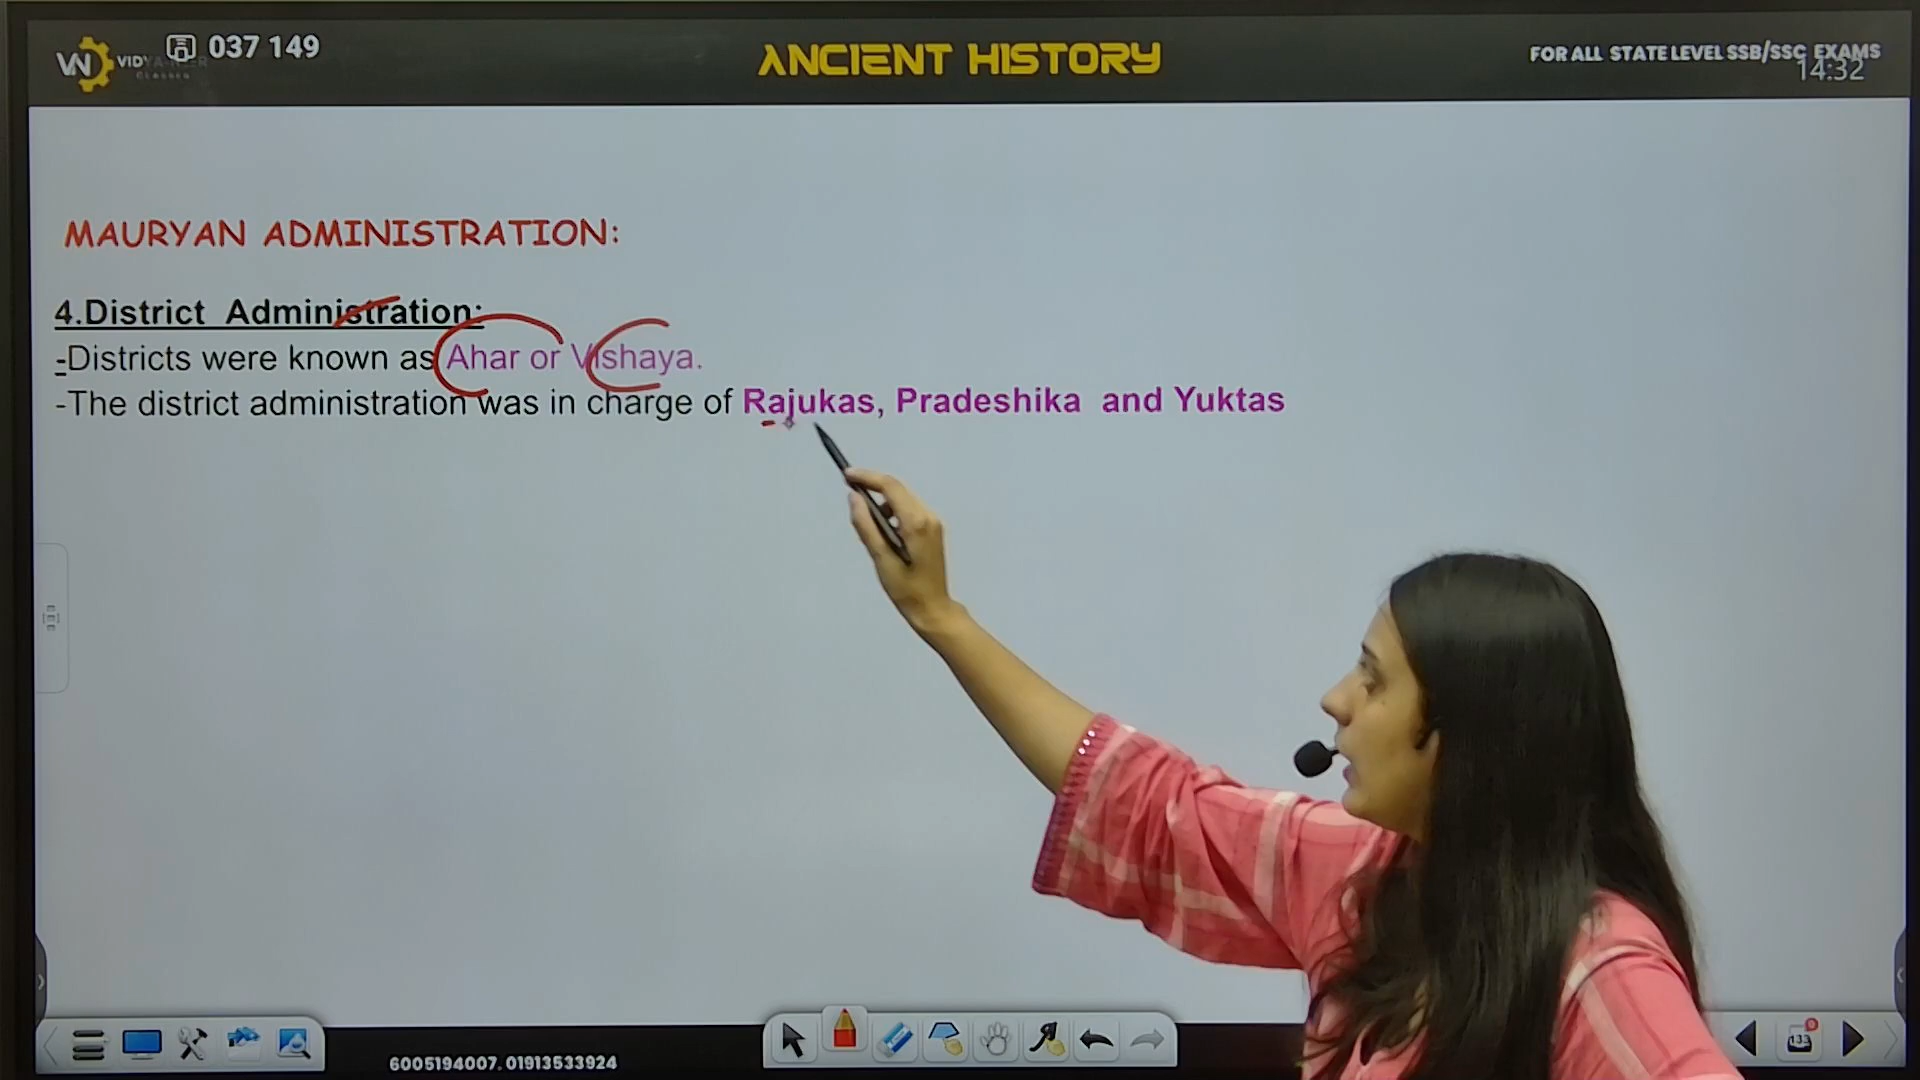 037 149
ANCIENT HISTORY
FOR ALL STATE LEVEL SSB/SSC EXAMS
14:32
MAURYAN ADMINISTRATION:
4.District Administration:
-Districts were known as Ahar or Vishaya.
-The district administration was in charge of Rajukas, Pradeshika and Yuktas
6005194007, 01913533924
133